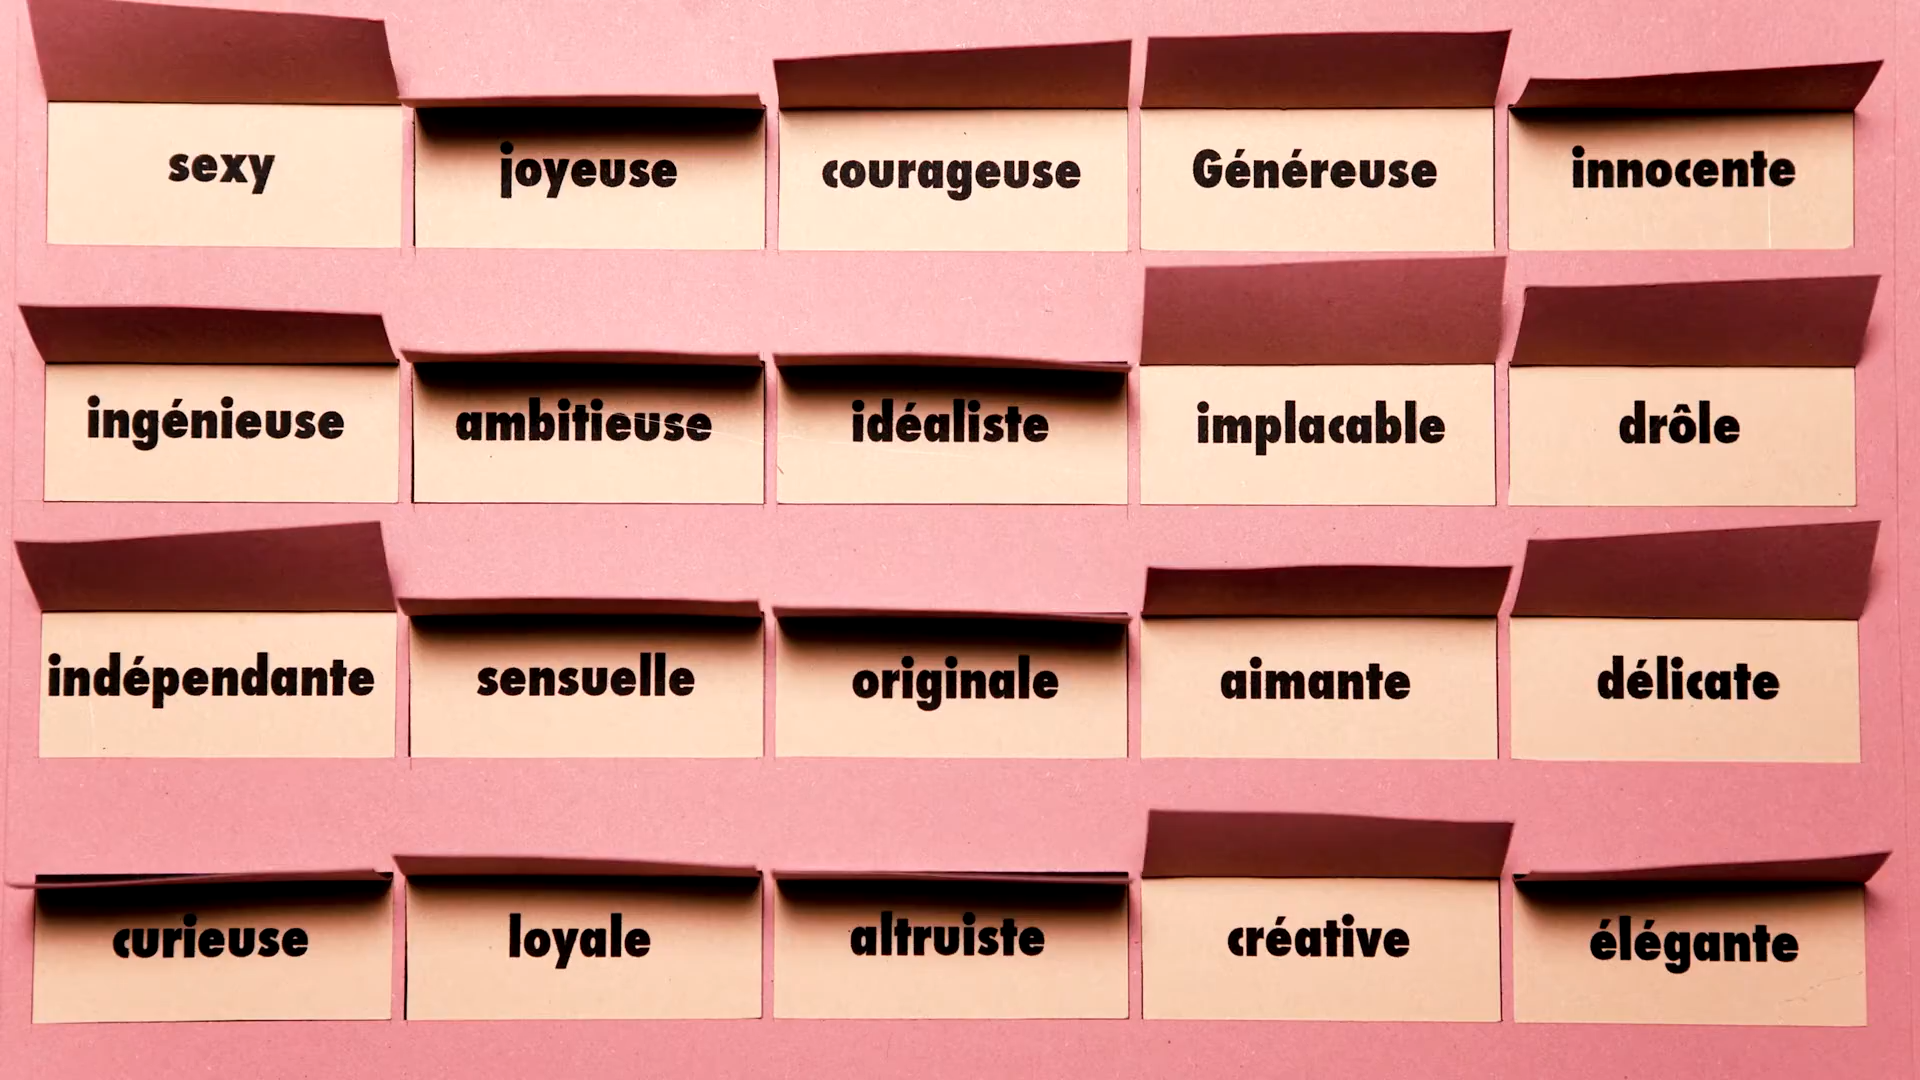 sexy joyeuse courageuse Généreuse innocente
ingénieuse ambitieuse idéaliste implacable drôle
indépendante sensuelle originale aimante délicate
curieuse loyale altruiste créative élégante